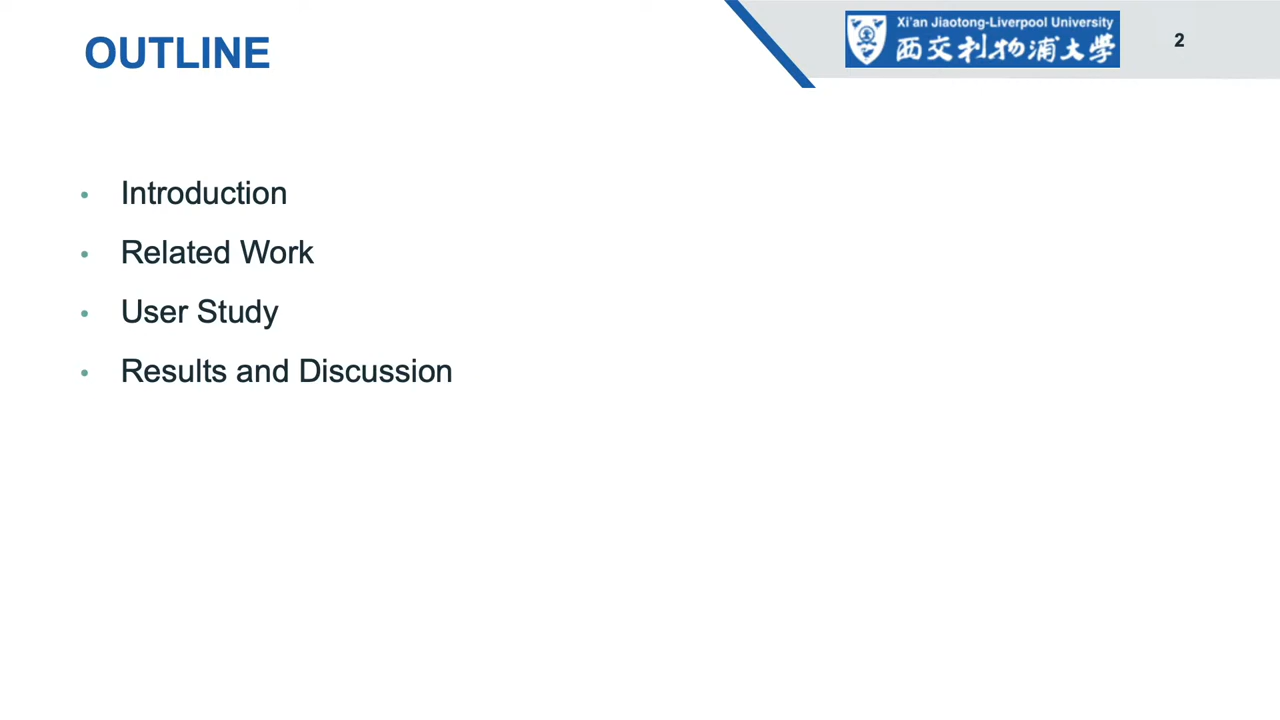 OUTLINE
Xi'an Jiaotong-Liverpool University
西交利物浦大學
2
Introduction
Related Work
User Study
Results and Discussion